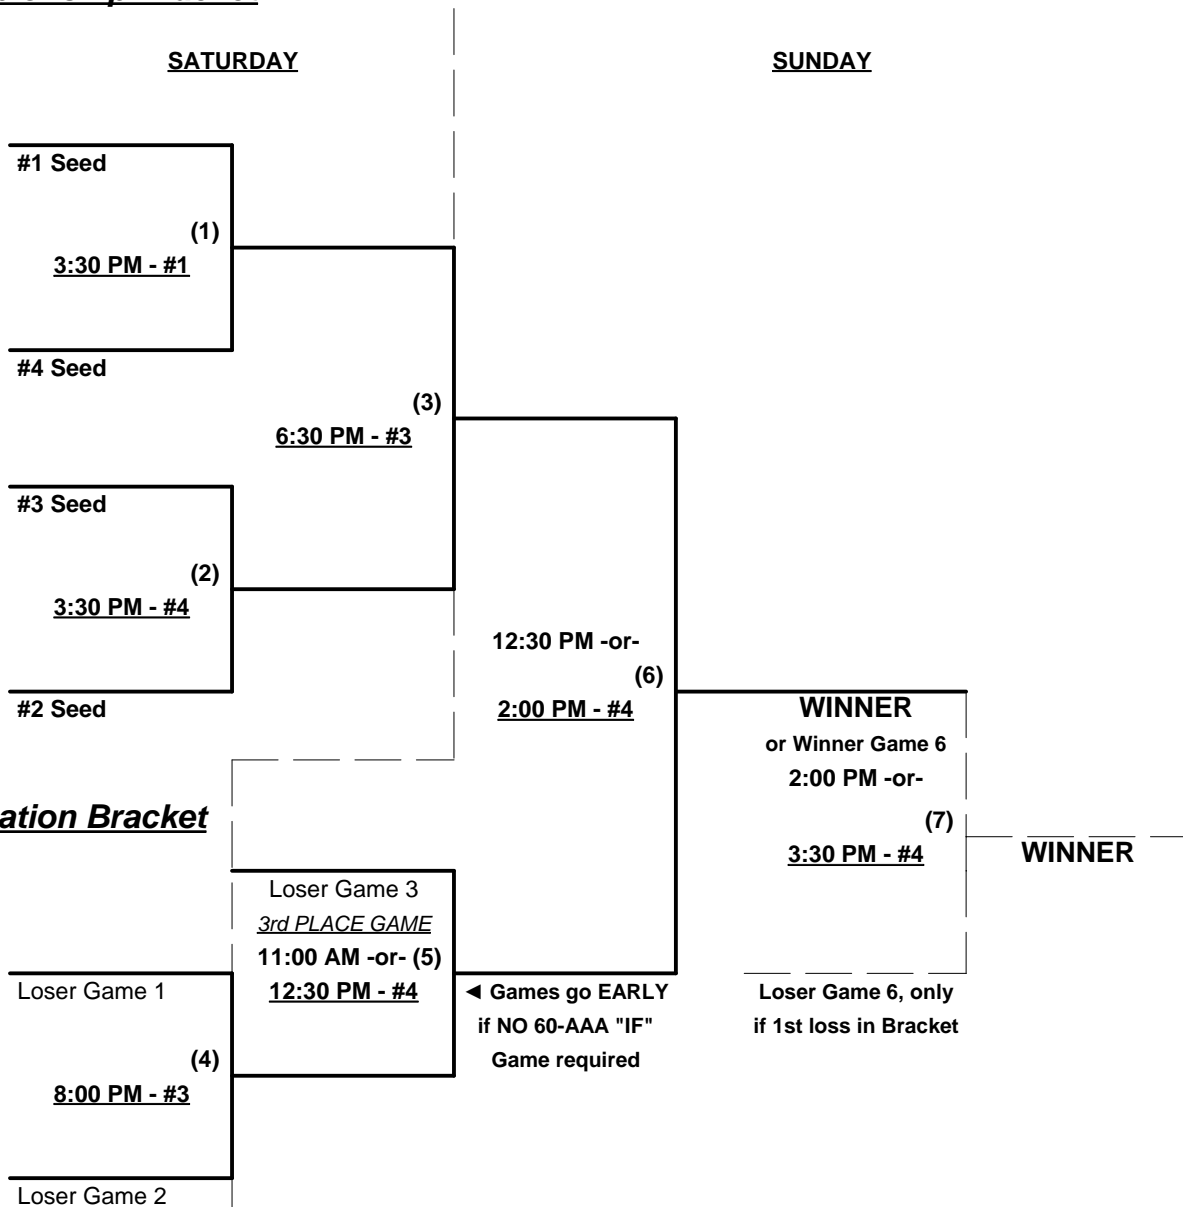 SATURDAY
SUNDAY
#1 Seed
(1)
3:30 PM - #1
#4 Seed
(3)
6:30 PM - #3
#3 Seed
(2)
3:30 PM - #4
#2 Seed
12:30 PM -or-
(6)
2:00 PM - #4
WINNER
or Winner Game 6
2:00 PM -or-
(7)
3:30 PM - #4
WINNER
Loser Game 6, only
if 1st loss in Bracket
ation Bracket
Loser Game 3
3rd PLACE GAME
11:00 AM -or- (5)
12:30 PM - #4
◄ Games go EARLY
if NO 60-AAA "IF"
Game required
Loser Game 1
(4)
8:00 PM - #3
Loser Game 2